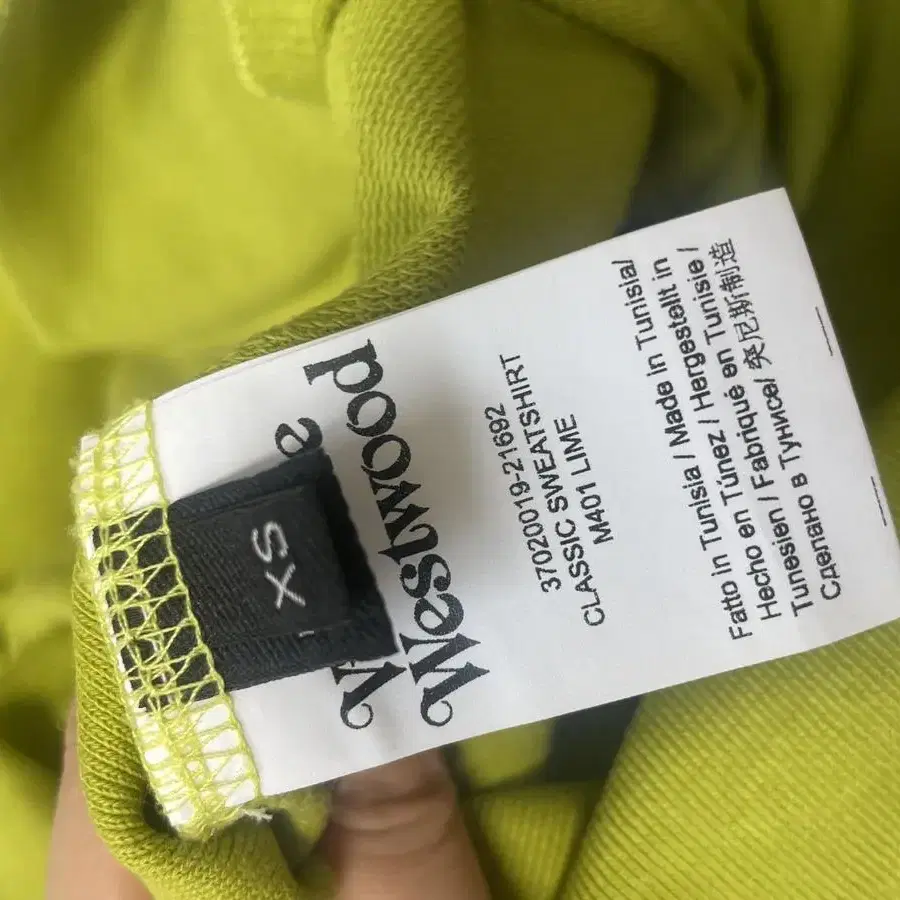 XS
Westwood
37020019-21692
CLASSIC SWEATSHIRT
M401 LIME
Fatto in Tunisia / Made in Tunisia/
Hecho en Túnez / Hergestellt in
Tunesien / Fabriqué en Tunisie /
Сделано в Тунисе/ 突尼斯制造